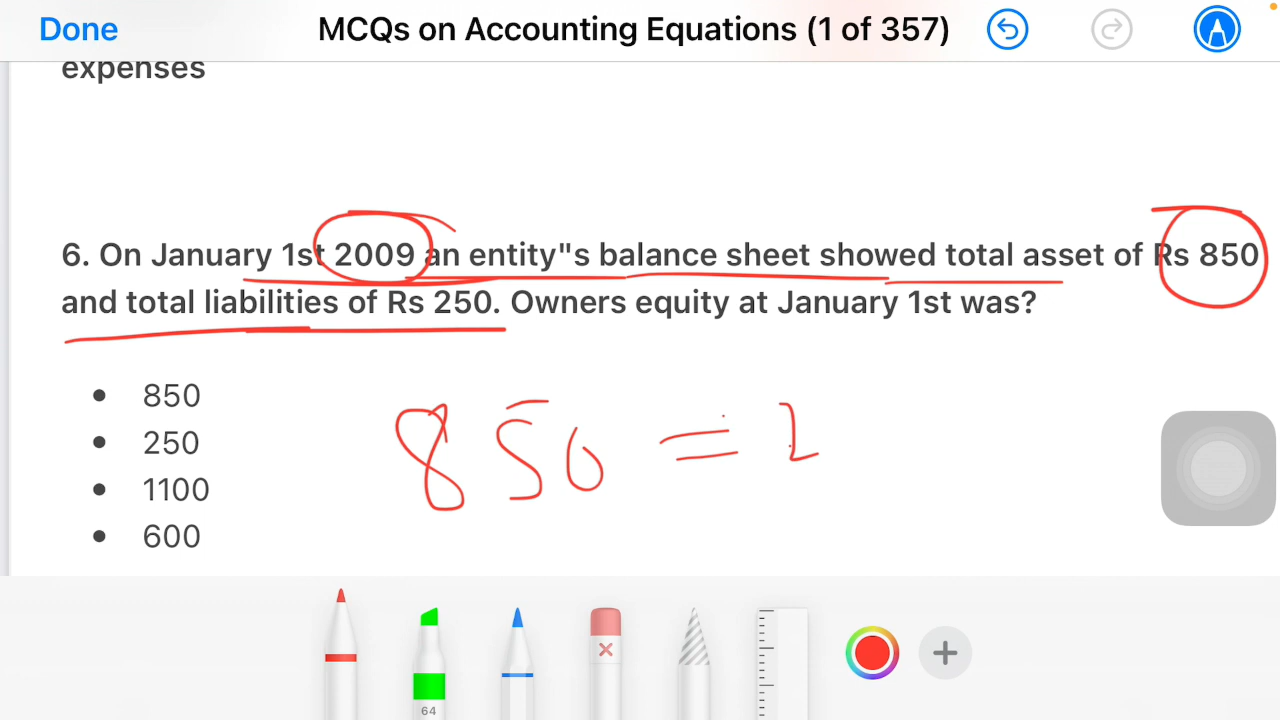 Done MCQs on Accounting Equations (1 of 357)
expenses
6. On January 1st 2009 an entity"s balance sheet showed total asset of Rs 850
and total liabilities of Rs 250. Owners equity at January 1st was?
• 850
• 250
• 1100
• 600
850 = 2
64